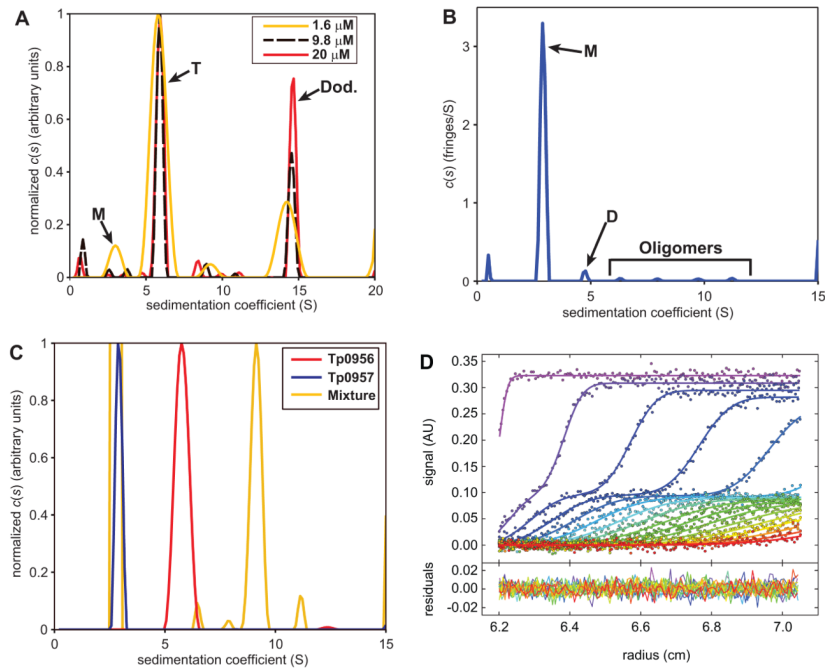 A
normalized c(s) (arbitrary units)
1
0.8
0.6
0.4
0.2
0
0 5 10 15 20
sedimentation coefficient (S)
1.6 µM
9.8 µM
20 µM
T
Dod.
M
B
c(s) (fringes/S)
3
2
1
0
0 5 10 15
sedimentation coefficient (S)
M
D
Oligomers
C
normalized c(s) (arbitrary units)
1
0.8
0.6
0.4
0.2
0
0 5 10 15
sedimentation coefficient (S)
Tp0956
Tp0957
Mixture
D
signal (AU)
0.35
0.30
0.25
0.20
0.15
0.10
0.05
0.00
residuals
0.02
0.00
-0.02
6.2 6.4 6.6 6.8 7.0
radius (cm)